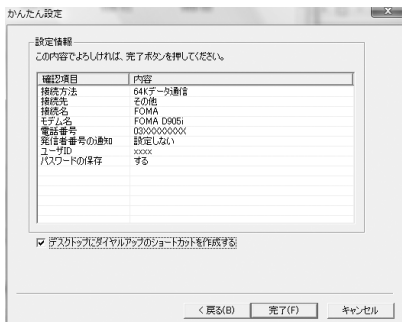 かんたん設定
設定情報
この内容でよろしければ、完了ボタンを押してください。
確認項目 内容
接続方法 64Kデータ通信
接続先 その他
接続名 FOMA
モデム名 FOMA D905i
電話番号 03XXXXXXXX
発信者番号の通知 設定しない
ユーザID xxxx
パスワードの保存 する
デスクトップにダイヤルアップのショートカットを作成する
< 戻る(B) 完了(F) キャンセル